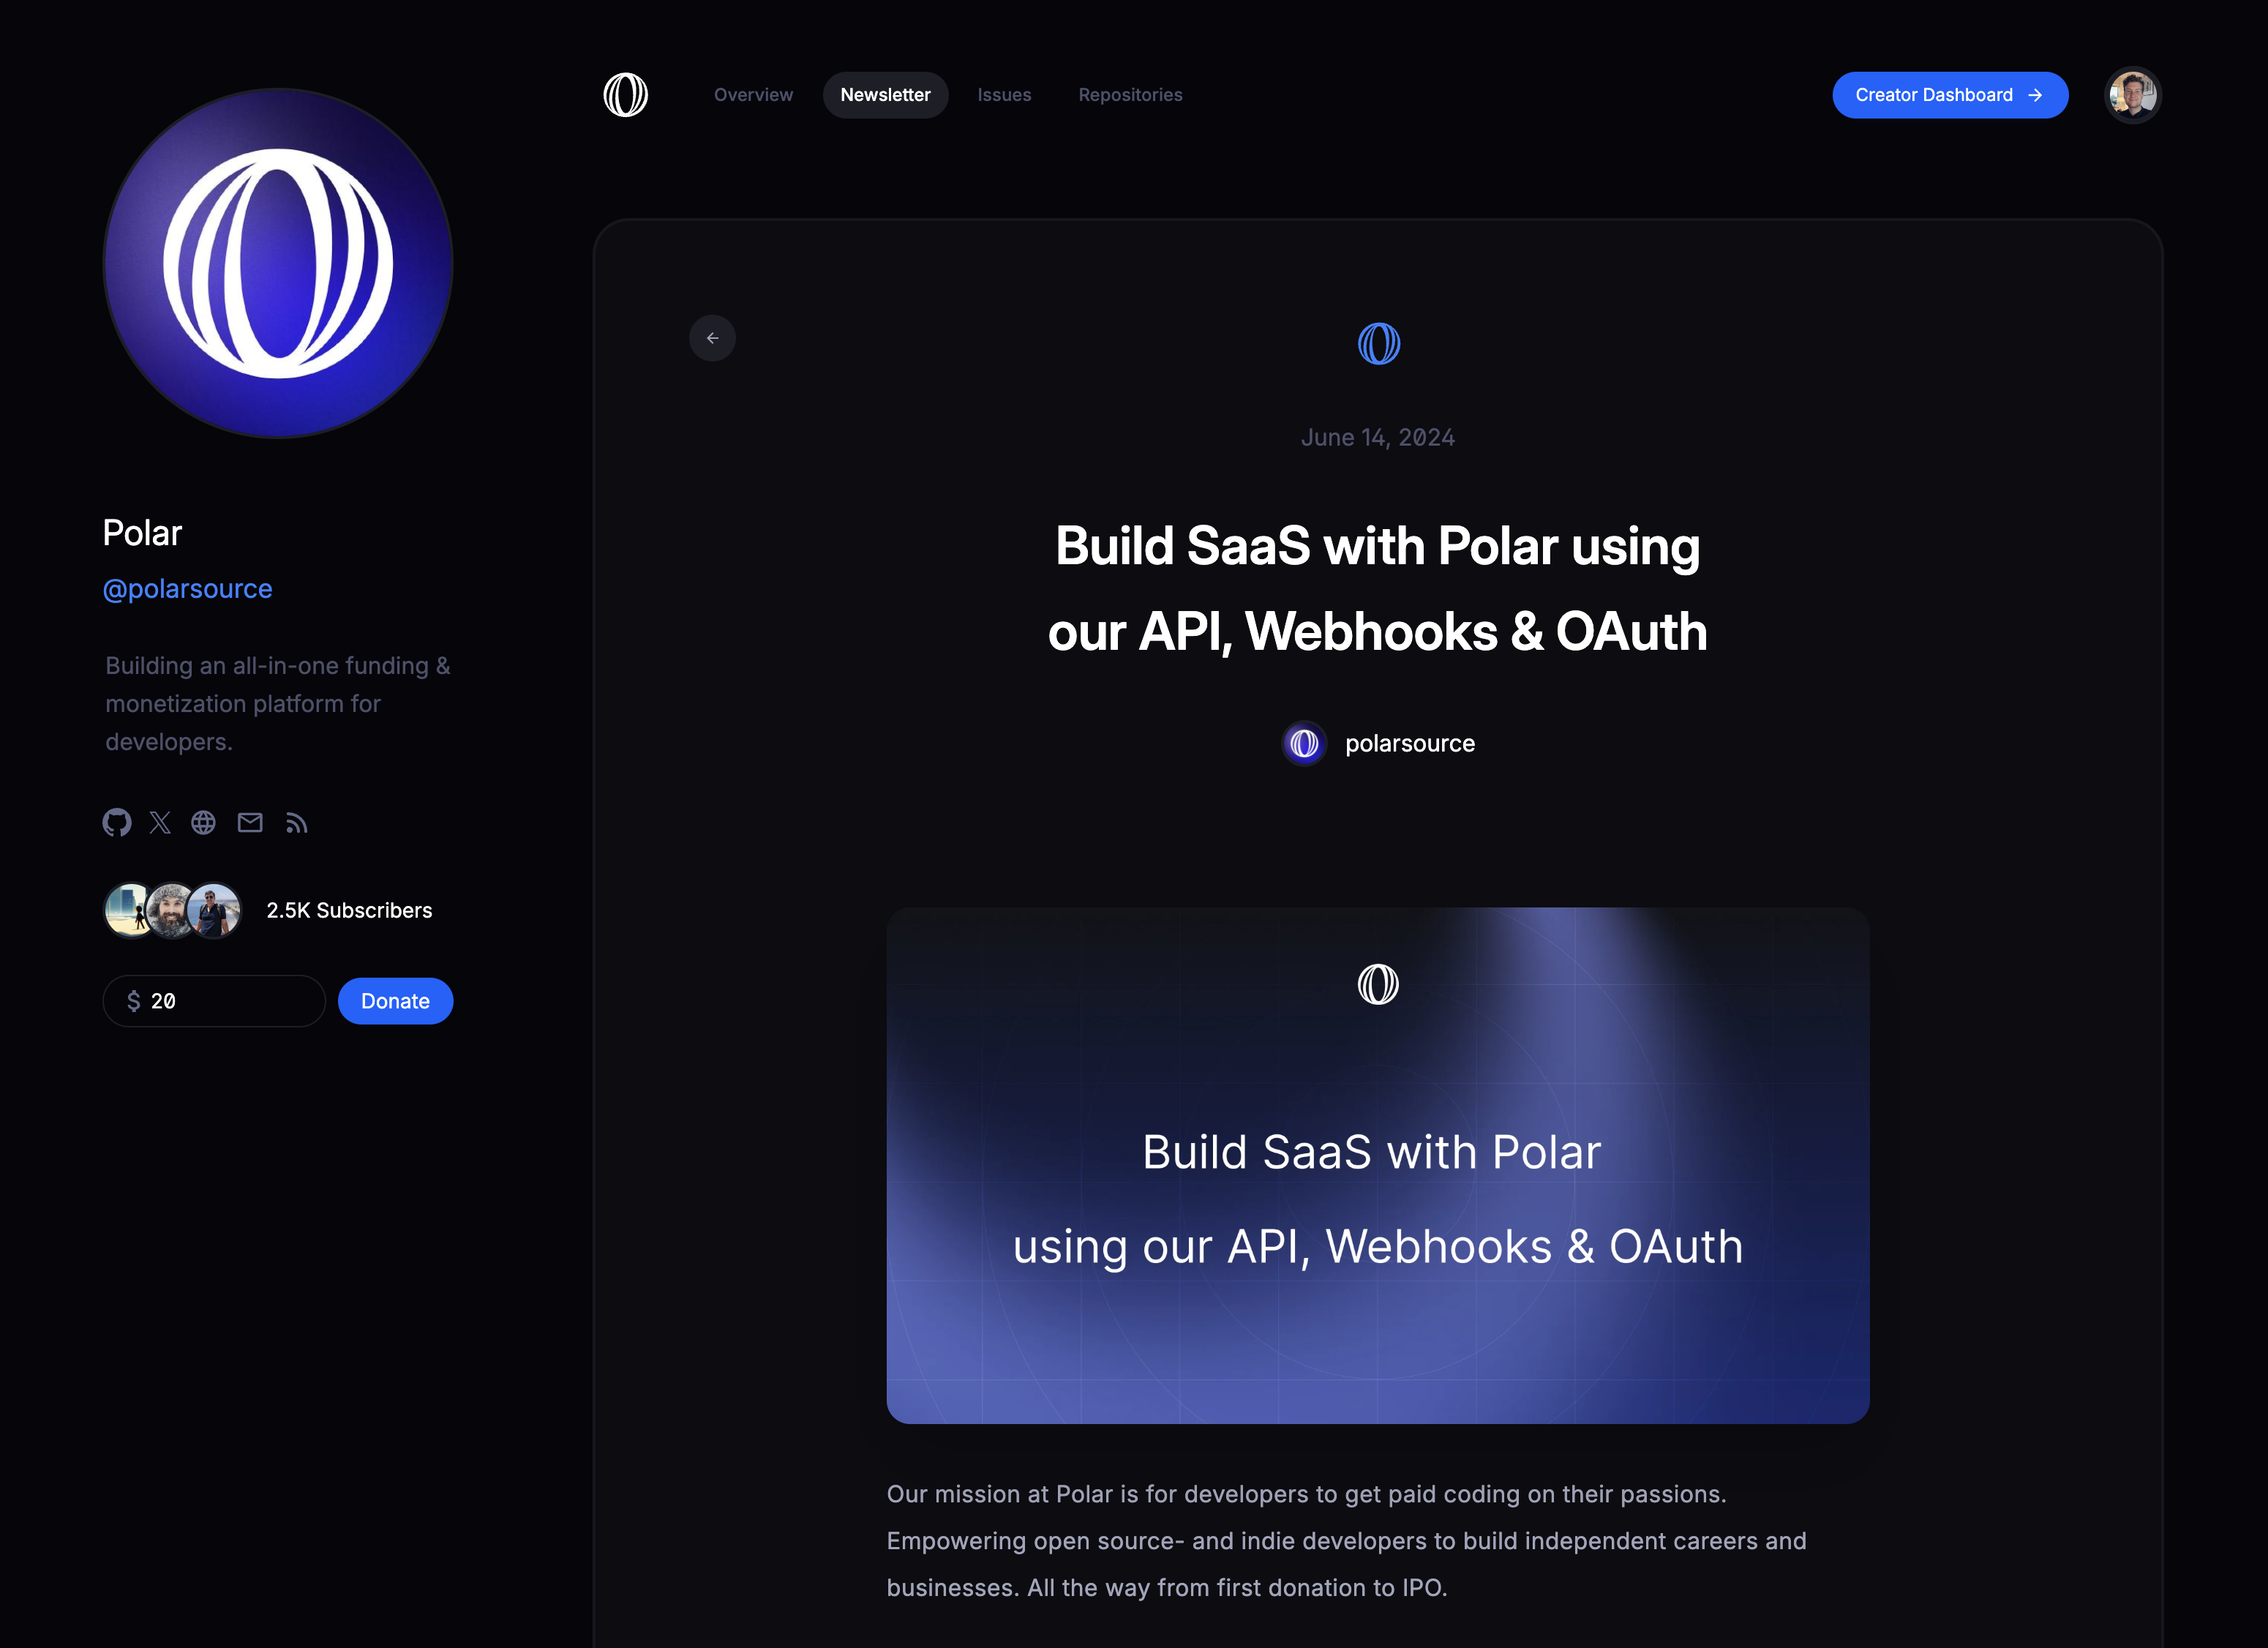 Overview
Newsletter
Issues
Repositories
Creator Dashboard
Polar
@polarsource
Building an all-in-one funding &
monetization platform for
developers.
2.5K Subscribers
$ 20
Donate
June 14, 2024
Build SaaS with Polar using
our API, Webhooks & OAuth
polarsource
Build SaaS with Polar
using our API, Webhooks & OAuth
Our mission at Polar is for developers to get paid coding on their passions.
Empowering open source- and indie developers to build independent careers and
businesses. All the way from first donation to IPO.